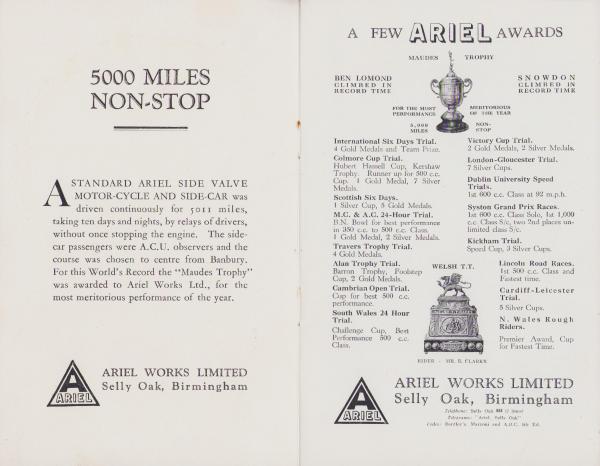 5000 MILES
NON-STOP
A STANDARD ARIEL SIDE VALVE
MOTOR-CYCLE AND SIDE-CAR was
driven continuously for 5011 miles,
taking ten days and nights, by relays of drivers,
without once stopping the engine. The side-
car passengers were A.C.U. observers and the
course was chosen to centre from Banbury.
For this World's Record the "Maudes Trophy"
was awarded to Ariel Works Ltd., for the
most meritorious performance of the year.
A
ARIEL
ARIEL WORKS LIMITED
Selly Oak, Birmingham
A FEW ARIEL AWARDS
MAUDES TROPHY
BEN LOMOND
CLIMBED IN
RECORD TIME
SNOWDON
CLIMBED IN
RECORD TIME
FOR THE MOST MERITORIOUS
PERFORMANCE OF THE YEAR
5,000 NON-
MILES STOP
International Six Days Trial.
4 Gold Medals and Team Prize.
Colmore Cup Trial.
Hubert Hassell Cup, Kershaw
Trophy. Runner up for 500 c.c.
Cup. 1 Gold Medal, 7 Silver
Medals.
Scottish Six Days.
1 Silver Cup, 5 Gold Medals.
M.C. & A.C. 24-Hour Trial.
B.N. Bowl for best performance
in 350 c.c. to 500 c.c. Class.
1 Gold Medal, 2 Silver Medals.
Travers Trophy Trial.
4 Gold Medals.
Alan Trophy Trial.
Barron Trophy, Foolstep
Cup, 2 Gold Medals.
Cambrian Open Trial.
Cup for best 500 c.c.
performance.
South Wales 24 Hour
Trial.
Challenge Cup, Best
Performance 500 c.c.
Class.
Victory Cup Trial.
2 Gold Medals, 2 Silver Medals.
London-Gloucester Trial.
7 Silver Cups.
Dublin University Speed
Trials.
1st 600 c.c. Class at 92 m.p.h.
Syston Grand Prix Races.
1st 600 c.c. Class Solo, 1st 1,000
c.c. Class S/c, two 2nd places un-
limited class S/c.
Kickham Trial.
Speed Cup, 3 Silver Cups.
WELSH T.T.
Lincoln Road Races.
1st 500 c.c. Class and
Fastest time.
Cardiff-Leicester
Trial.
5 Silver Cups.
N. Wales Rough
Riders.
Premier Award, Cup
for Fastest Time.
RIDER - MR. B. CLARKE
A
ARIEL
ARIEL WORKS LIMITED
Selly Oak, Birmingham
Telephone: Selly Oak
Telegrams: "Ariel, Selly Oak"
Codes: Bentley's, Marconi and A.B.C. 6th Ed.